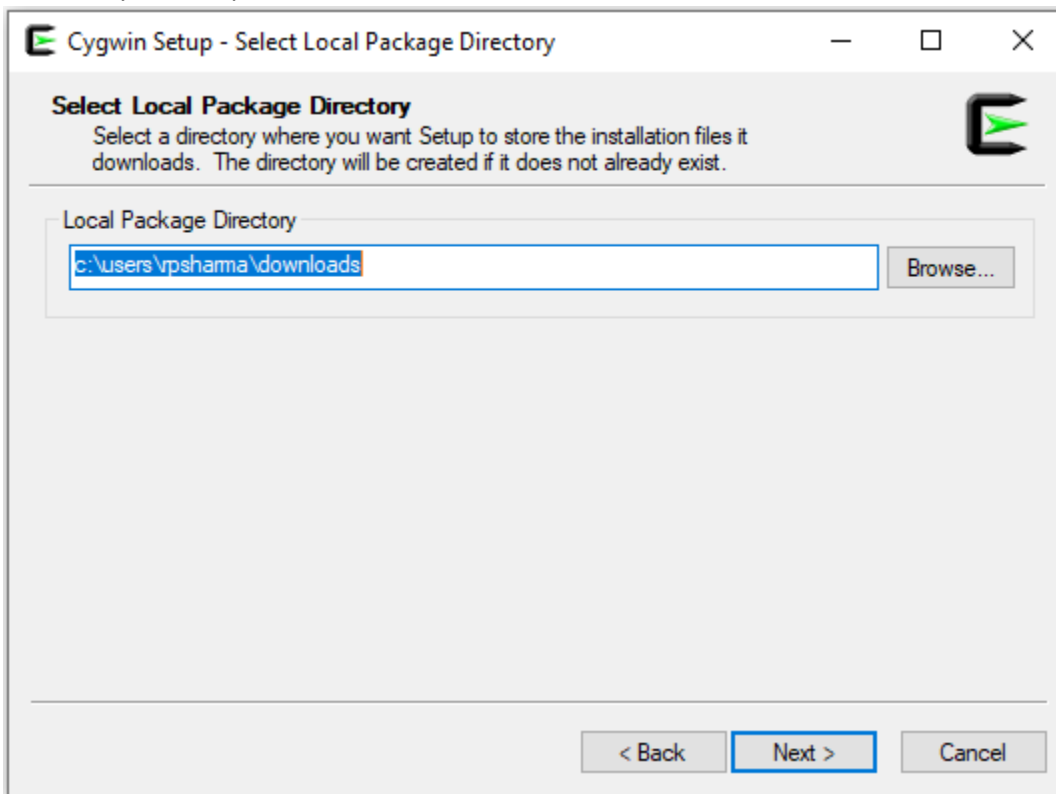 Cygwin Setup - Select Local Package Directory
Select Local Package Directory
Select a directory where you want Setup to store the installation files it
downloads. The directory will be created if it does not already exist.
Local Package Directory
c:\users\rpsharma\downloads
Browse...
< Back
Next >
Cancel